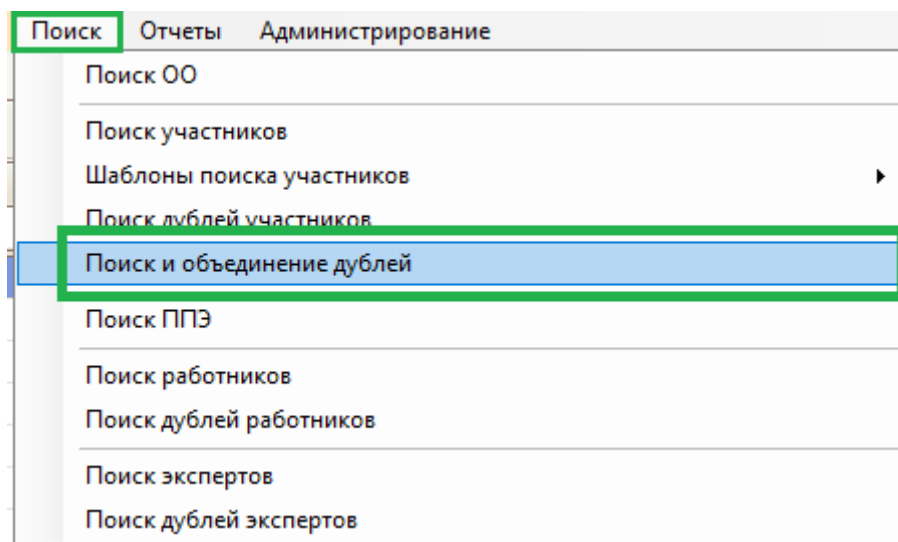 Поиск Отчеты Администрирование
Поиск ОО
Поиск участников
Шаблоны поиска участников
Поиск дублей участников
Поиск и объединение дублей
Поиск ППЭ
Поиск работников
Поиск дублей работников
Поиск экспертов
Поиск дублей экспертов